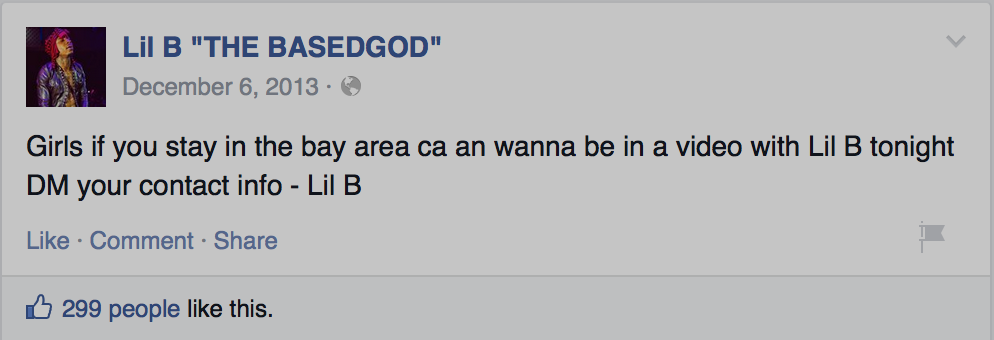 Lil B "THE BASEDGOD"
December 6, 2013 ·
Girls if you stay in the bay area ca an wanna be in a video with Lil B tonight
DM your contact info - Lil B
Like · Comment · Share
299 people like this.